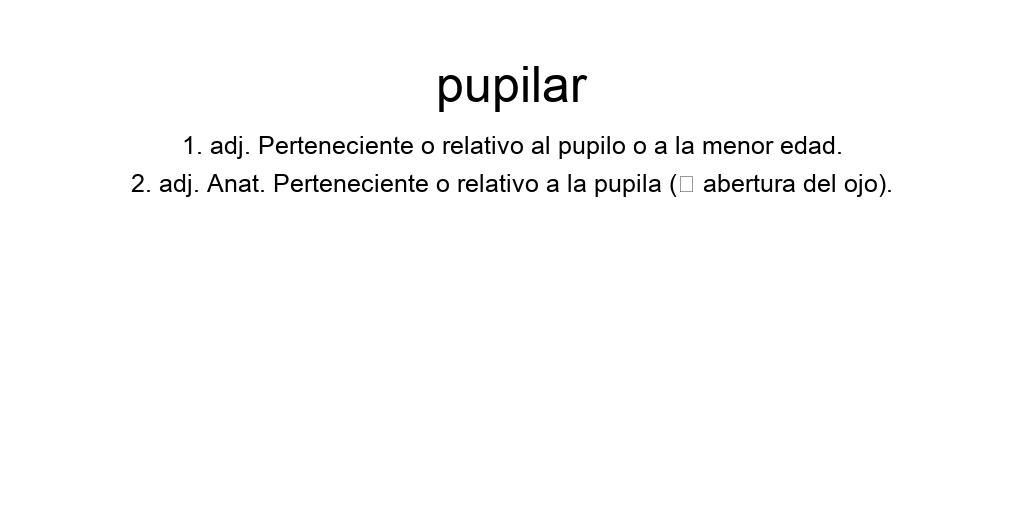 pupilar
1. adj. Perteneciente o relativo al pupilo o a la menor edad.
2. adj. Anat. Perteneciente o relativo a la pupila (▯ abertura del ojo).